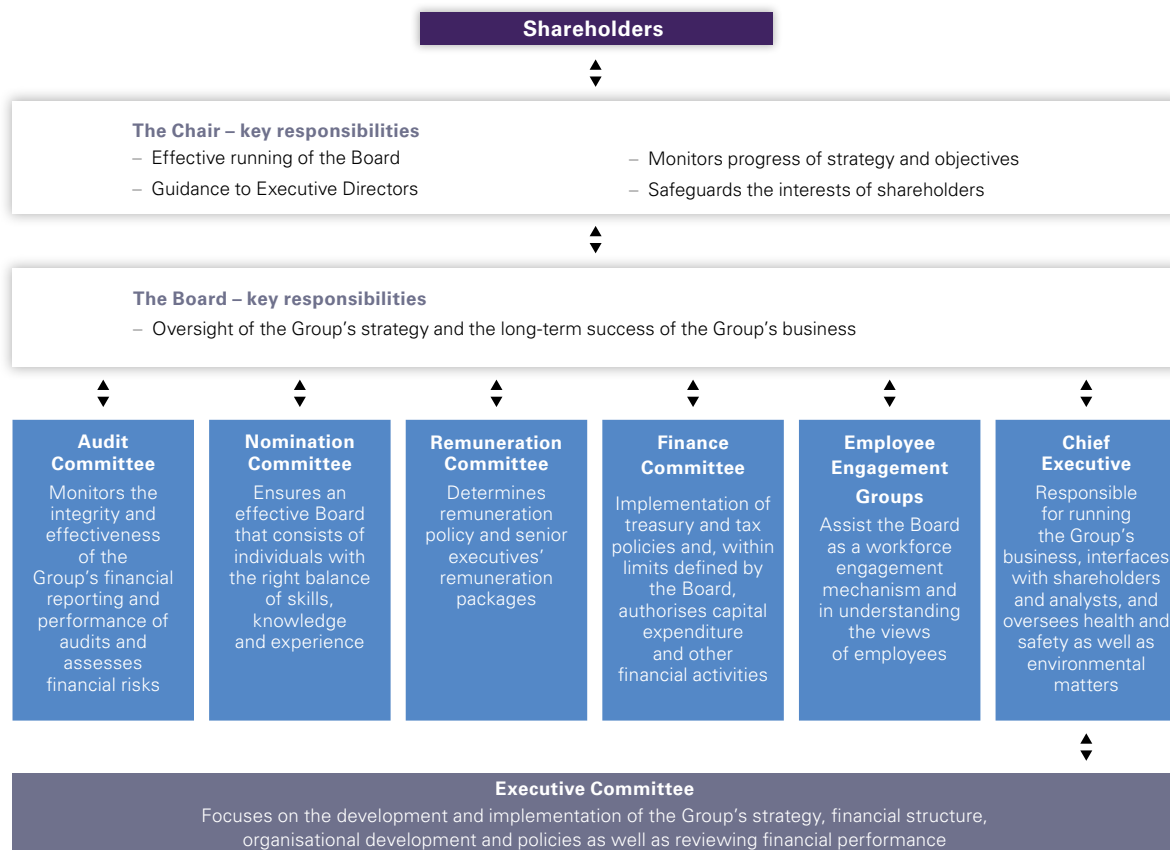 Shareholders
The Chair – key responsibilities
– Effective running of the Board
– Guidance to Executive Directors
– Monitors progress of strategy and objectives
– Safeguards the interests of shareholders
The Board – key responsibilities
– Oversight of the Group’s strategy and the long-term success of the Group’s business
Audit
Committee
Monitors the
integrity and
effectiveness
of the
Group’s financial
reporting and
performance of
audits and
assesses
financial risks
Nomination
Committee
Ensures an
effective Board
that consists of
individuals with
the right balance
of skills,
knowledge
and experience
Remuneration
Committee
Determines
remuneration
policy and senior
executives’
remuneration
packages
Finance
Committee
Implementation of
treasury and tax
policies and, within
limits defined by
the Board,
authorises capital
expenditure
and other
financial activities
Employee
Engagement
Groups
Assist the Board
as a workforce
engagement
mechanism and
in understanding
the views
of employees
Chief
Executive
Responsible
for running
the Group’s
business, interfaces
with shareholders
and analysts, and
oversees health and
safety as well as
environmental
matters
Executive Committee
Focuses on the development and implementation of the Group’s strategy, financial structure,
organisational development and policies as well as reviewing financial performance